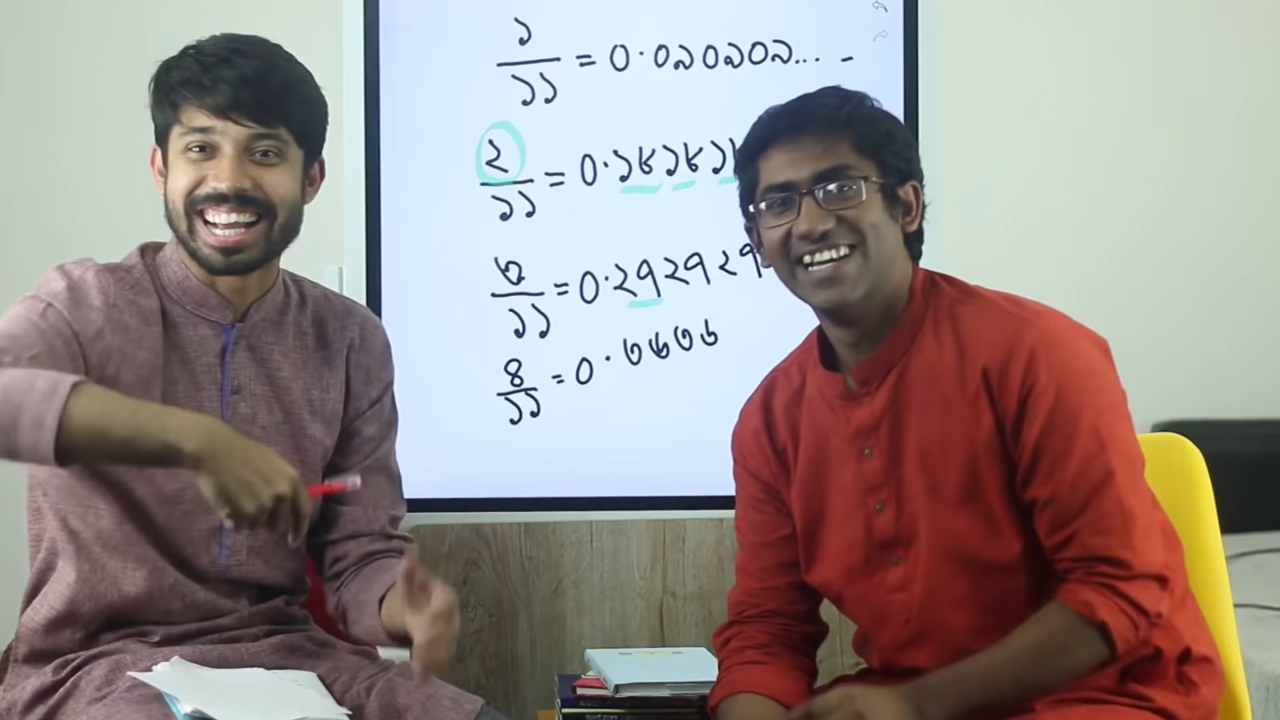 ১/১১ = ০.০৯০৯০৯... -
২/১১ = ০.১৮১৮১
৩/১১ = ০.২৭২৭২৭
৪/১১ = ০.৩৬৩৬